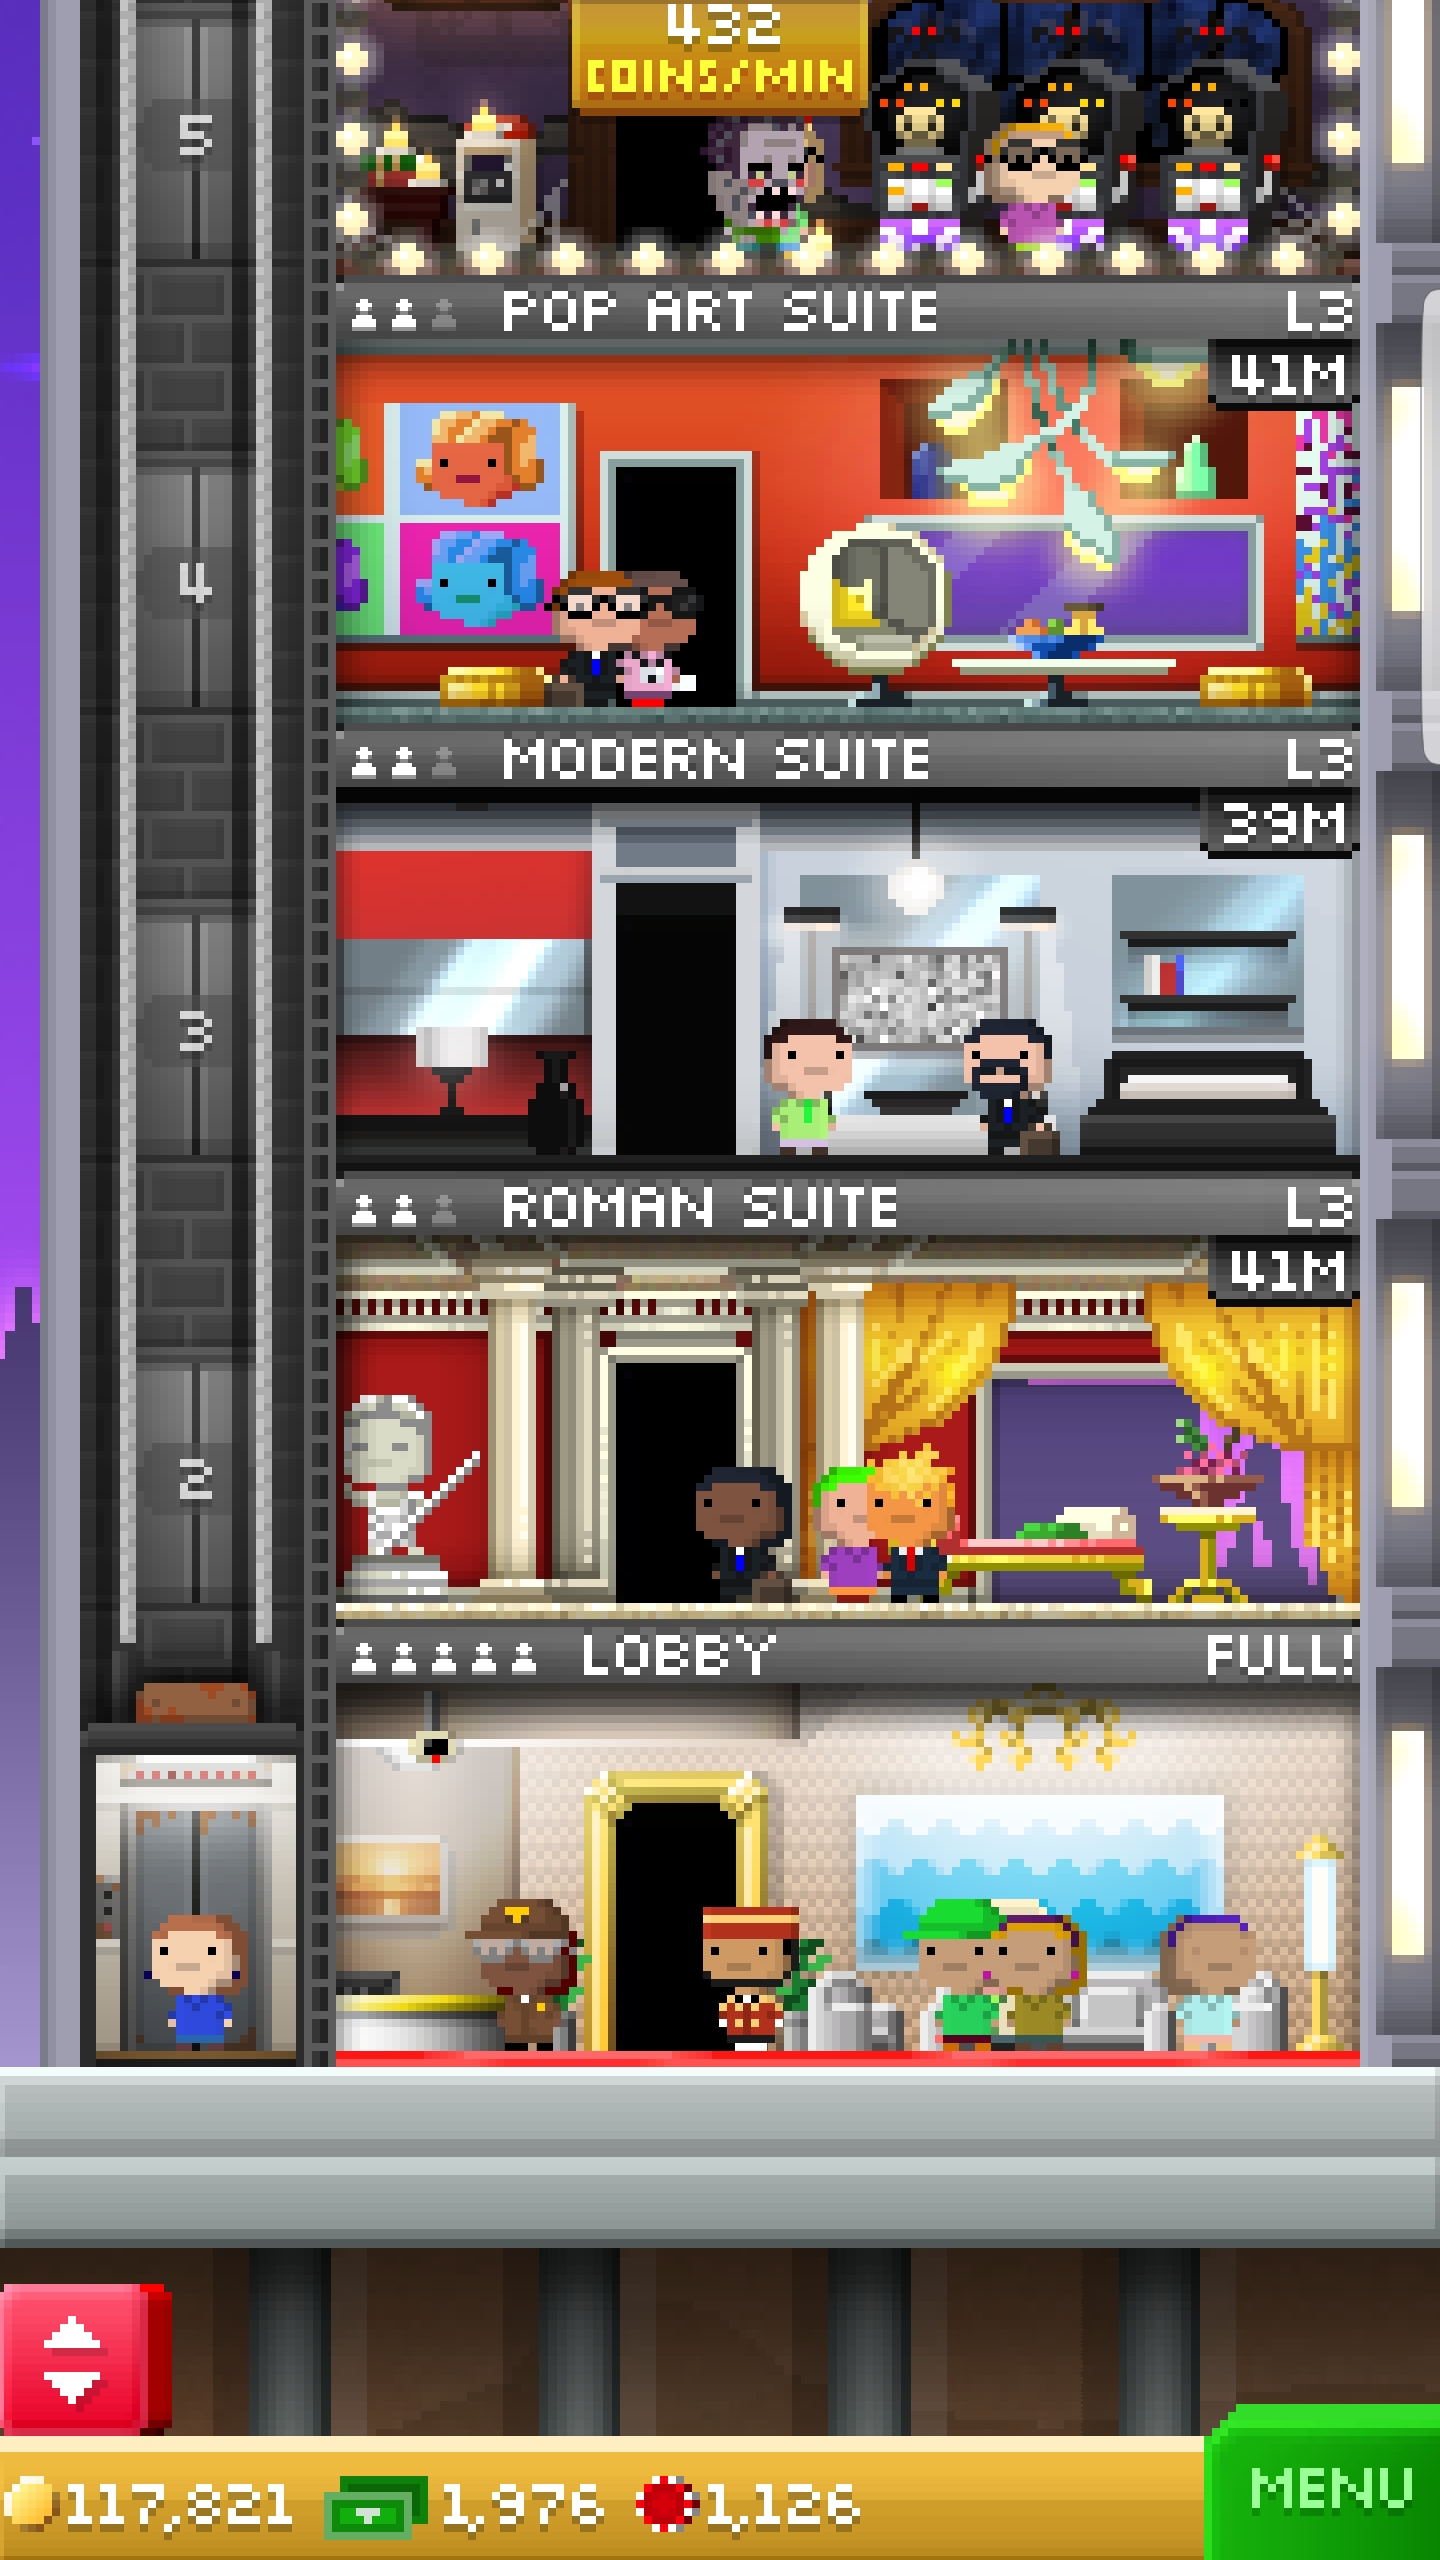 432
COINS/MIN
5
POP ART SUITE L3
41M
4
MODERN SUITE L3
39M
3
ROMAN SUITE L3
41M
2
LOBBY FULL!
117,821 1,976 1,126
MENU